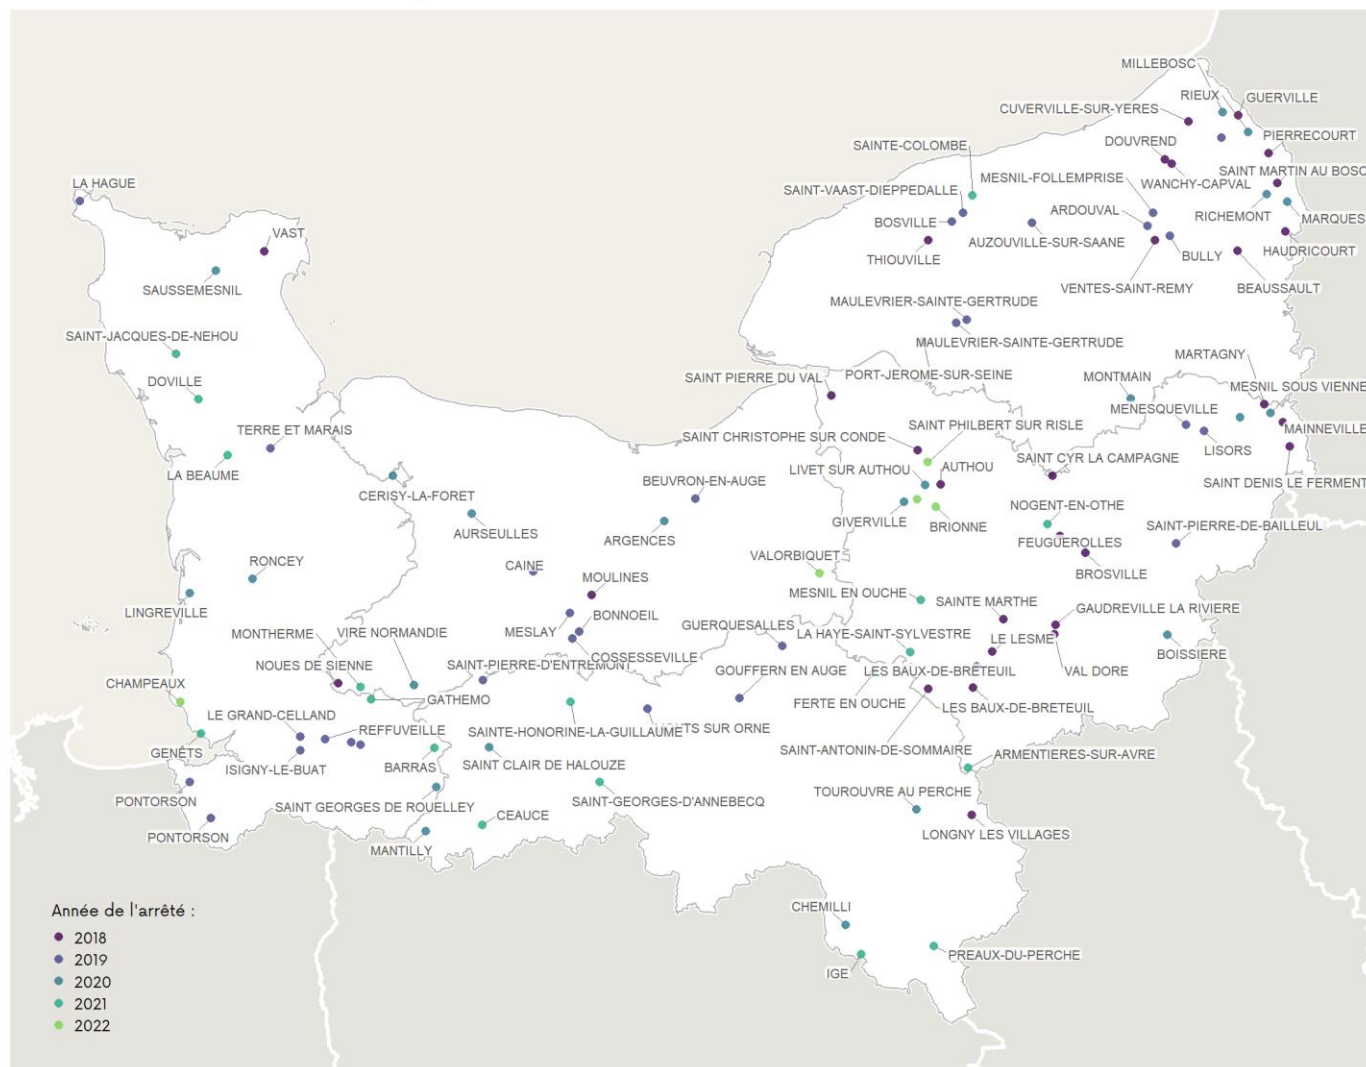 MILLEBOSC
RIEUX
GUERVILLE
CUVERVILLE-SUR-YERES
DOUVREND
PIERRECOURT
SAINTE-COLOMBE
MESNIL-FOLLEMPRISE
SAINT MARTIN AU BOSC
WANCHY-CAPVAL
LA HAGUE
SAINT-VAAST-DIEPPEDALLE
ARDOUVAL
RICHEMONT
MARQUES
BOSVILLE
AUZOUVILLE-SUR-SAANE
VAST
THIOUVILLE
BULLY
HAUDRICOURT
SAUSSEMESNIL
VENTES-SAINT-REMY
BEAUSSAULT
MAULEVRIER-SAINTE-GERTRUDE
SAINT-JACQUES-DE-NEHOU
MAULEVRIER-SAINTE-GERTRUDE
MARTAGNY
SAINT PIERRE DU VAL
PORT-JEROME-SUR-SEINE
MONTMAIN
MESNIL SOUS VIENNE
DOVILLE
MENESQUEVILLE
TERRE ET MARAIS
SAINT PHILBERT SUR RISLE
MAINNEVILLE
SAINT CHRISTOPHE SUR CONDE
LISORS
SAINT CYR LA CAMPAGNE
LIVET SUR AUTHOU
AUTHOU
LA BEAUME
BEUVRON-EN-AUGE
SAINT DENIS LE FERMENT
CERISY-LA-FORET
NOGENT-EN-OTHE
GIVERVILLE
BRIONNE
SAINT-PIERRE-DE-BAILLEUL
AURSEULLES
ARGENCES
FEUGUEROLLES
VALORBIQUET
RONCEY
CAINE
BROSVILLE
MOULINES
MESNIL EN OUCHE
SAINTE MARTHE
GAUDREVILLE LA RIVIERE
LINGREVILLE
BONNOEIL
MESLAY
GUERQUESALLES
MONTHERME
VIRE NORMANDIE
LA HAYE-SAINT-SYLVESTRE
LE LESME
COSSESSEVILLE
BOISSIERE
VAL DORE
NOUES DE SIENNE
SAINT-PIERRE-D'ENTREMONT
GOUFFERN EN AUGE
LES BAUX-DE-BRETEUIL
CHAMPEAUX
GATHEMO
FERTE EN OUCHE
LES BAUX-DE-BRETEUIL
LE GRAND-CELLAND
REFFUVEILLE
SAINTE-HONORINE-LA-GUILLAUME
SUR ORNE
GENÊTS
SAINT-ANTONIN-DE-SOMMAIRE
ARMENTIERES-SUR-AVRE
ISIGNY-LE-BUAT
BARRAS
SAINT CLAIR DE HALOUZE
TOUROUVRE AU PERCHE
PONTORSON
SAINT GEORGES DE ROUELLEY
SAINT-GEORGES-D'ANNEBECQ
CEAUCE
PONTORSON
LONGNY LES VILLAGES
MANTILLY
CHEMILLI
PREAUX-DU-PERCHE
IGE
Année de l'arrêté :
2018
2019
2020
2021
2022